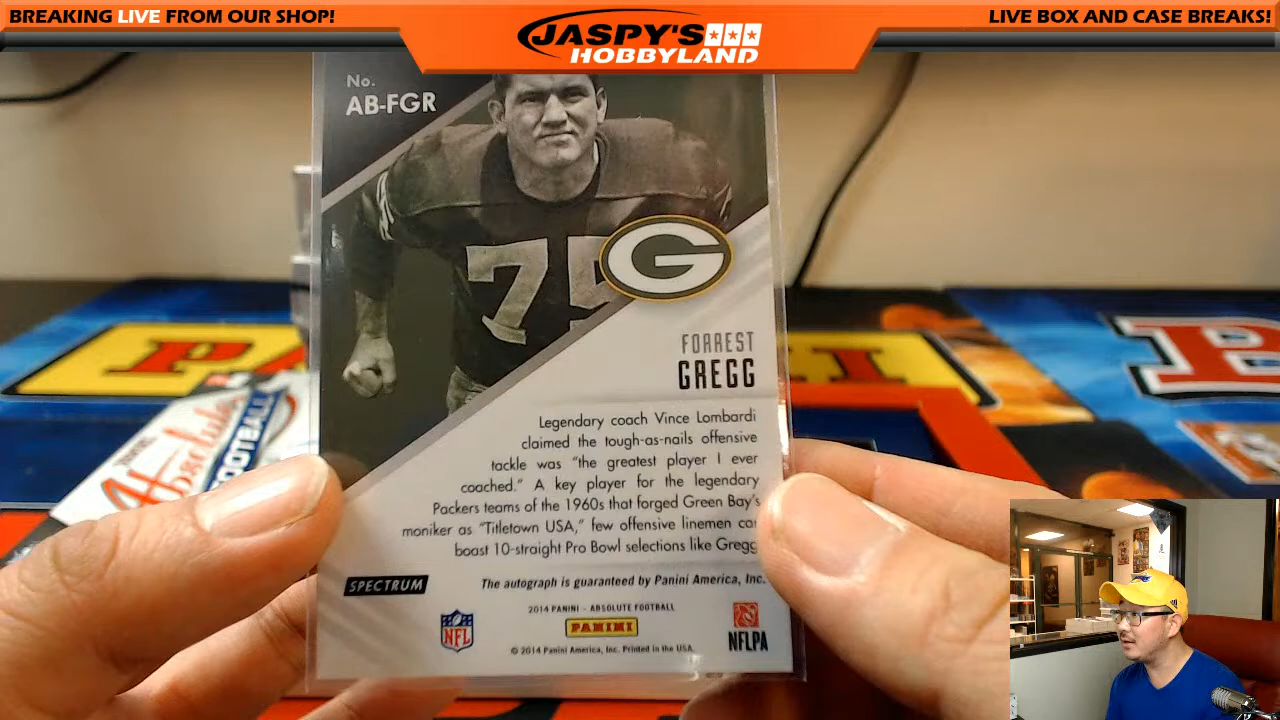 BREAKING LIVE FROM OUR SHOP!
JASPY'S
HOBBYLAND
LIVE BOX AND CASE BREAKS!
No.
AB-FGR
75
G
FORREST
GREGG
Legendary coach Vince Lombardi
claimed the tough-as-nails offensive
tackle was "the greatest player I ever
coached." A key player for the legendary
Packers teams of the 1960s that forged Green Bay's
moniker as "Titletown USA," few offensive linemen can
boast 10-straight Pro Bowl selections like Gregg
SPECTRUM
The autograph is guaranteed by Panini America, Inc.
2014 PANINI - ABSOLUTE FOOTBALL
NFL
PANINI
NFLPA
© 2014 Panini America, Inc. Printed in the USA.
Absolute
FOOTBALL